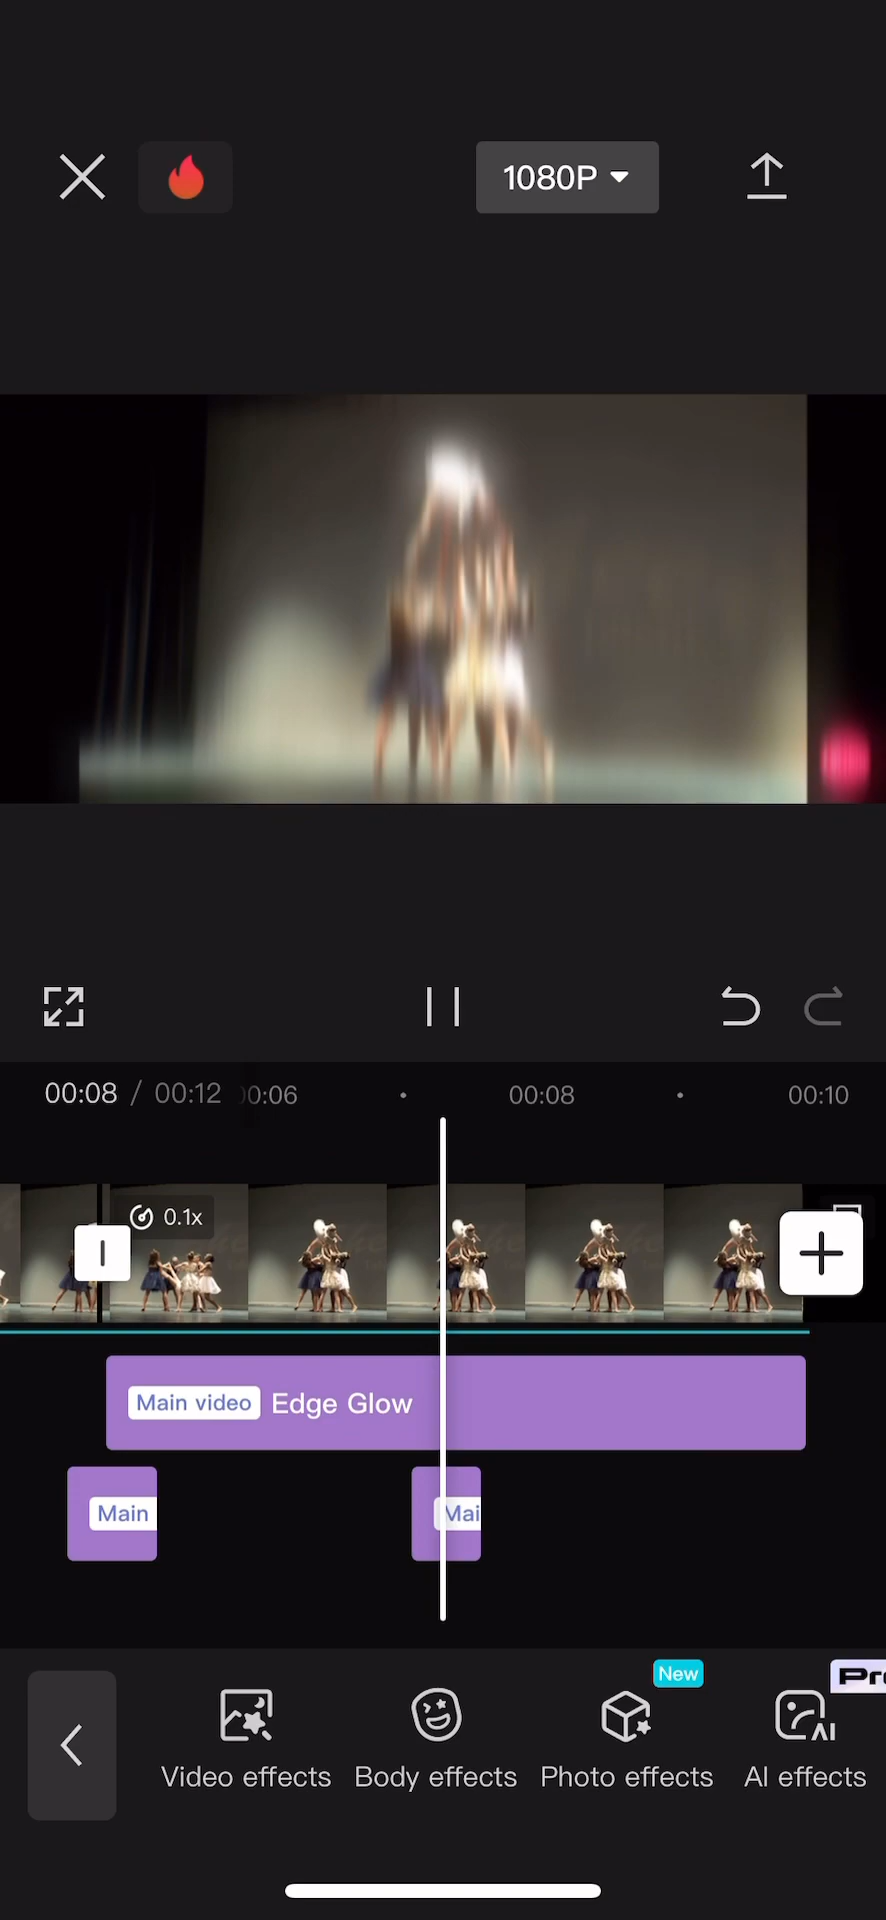 1080P
00:08 / 00:12
00:06
00:08
00:10
0.1x
Main video Edge Glow
Main
Mai
New
Pro
Video effects
Body effects
Photo effects
AI effects